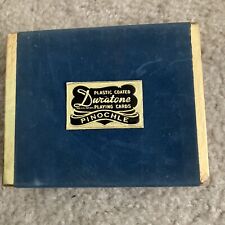 PLASTIC COATED
Duratone
PLAYING CARDS
PINOCHLE